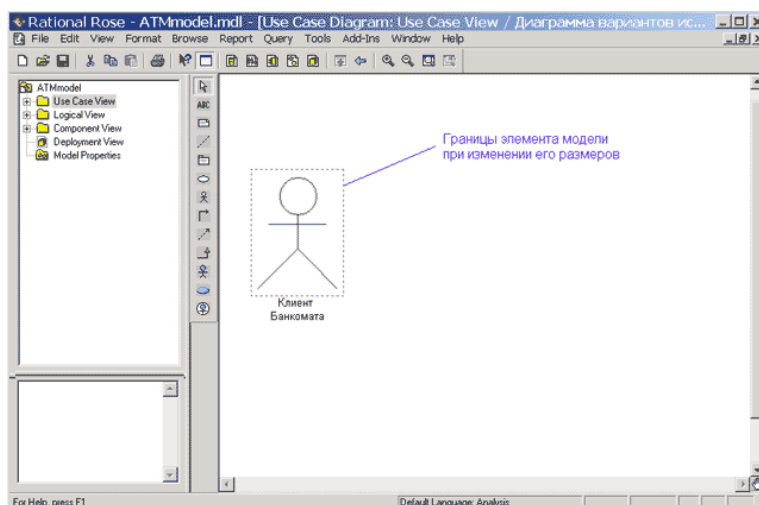 Rational Rose - ATMmodel.mdl - [Use Case Diagram: Use Case View / Диаграмма вариантов ис...
File Edit View Format Browse Report Query Tools Add-Ins Window Help
ATMmodel
Use Case View
Logical View
Component View
Deployment View
Model Properties
ABC
Границы элемента модели
при изменении его размеров
Клиент
Банкомата
For Help, press F1
Default Language: Analysis